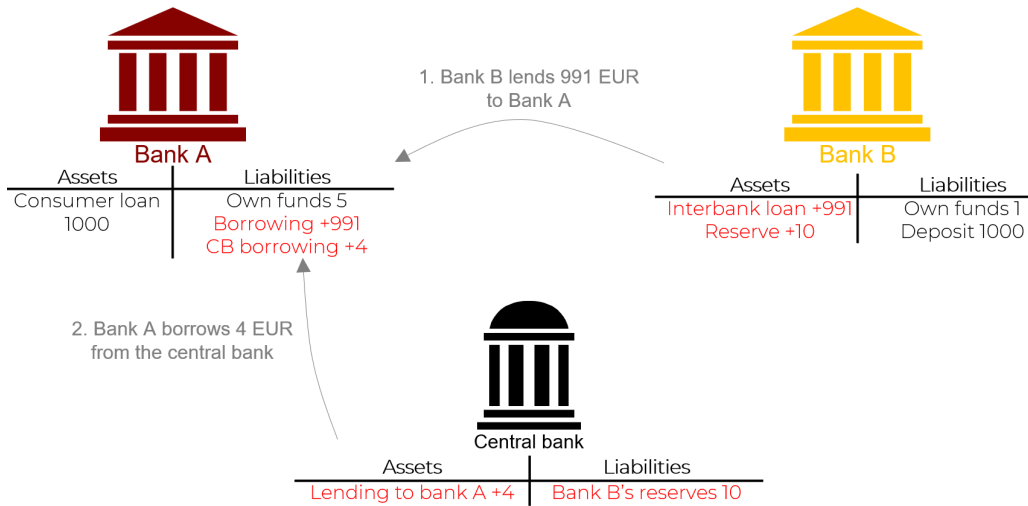 1. Bank B lends 991 EUR
to Bank A
Bank A
Assets
Liabilities
Consumer loan
1000
Own funds 5
Borrowing +991
CB borrowing +4
Bank B
Assets
Liabilities
Interbank loan +991
Reserve +10
Own funds 1
Deposit 1000
2. Bank A borrows 4 EUR
from the central bank
Central bank
Assets
Liabilities
Lending to bank A +4
Bank B's reserves 10